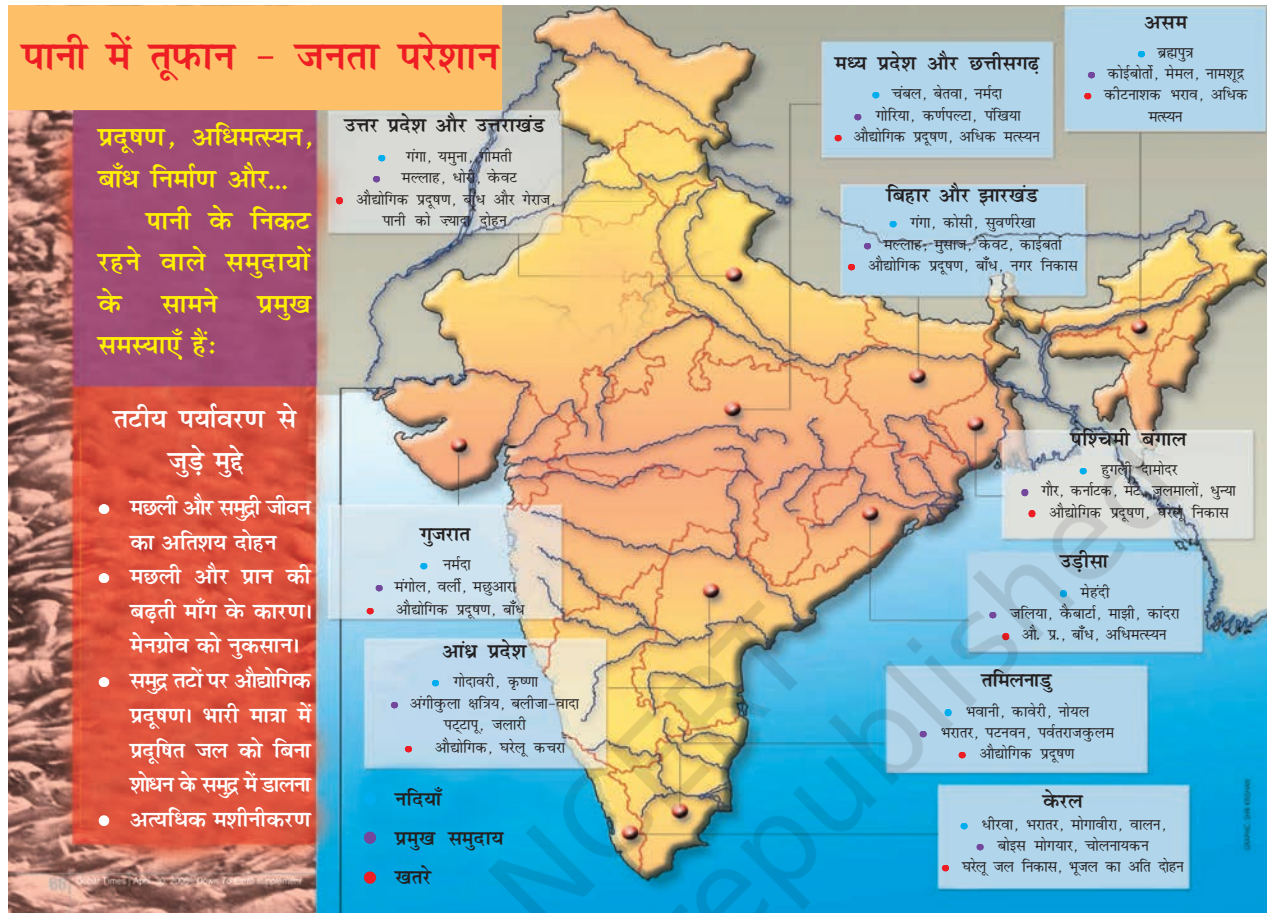 पानी में तूफान – जनता परेशान
प्रदूषण, अधिमत्स्यन,
बाँध निर्माण और...
पानी के निकट
रहने वाले समुदायों
के सामने प्रमुख
समस्याएँ हैंः
तटीय पर्यावरण से
जुड़े मुद्दे
● मछली और समुद्री जीवन
का अतिशय दोहन
● मछली और प्रान की
बढ़ती माँग के कारण।
मेनग्रोव को नुकसान।
● समुद्र तटों पर औद्योगिक
प्रदूषण। भारी मात्रा में
प्रदूषित जल को बिना
शोधन के समुद्र में डालना
● अत्यधिक मशीनीकरण
उत्तर प्रदेश और उत्तराखंड
● गंगा, यमुना, गोमती
● मल्लाह, धोरी, केवट
● औद्योगिक प्रदूषण, बाँध और गेराज,
पानी को ज्यादा दोहन
मध्य प्रदेश और छत्तीसगढ़
● चंबल, बेतवा, नर्मदा
● गोरिया, कर्णपल्टा, पंखिया
● औद्योगिक प्रदूषण, अधिक मत्स्यन
असम
● ब्रह्मपुत्र
● कोईबोर्तो, मेमल, नामशूद्र
● कीटनाशक भराव, अधिक
मत्स्यन
बिहार और झारखंड
● गंगा, कोसी, सुवर्णरेखा
● मल्लाह, मुसाज, केवट, काईबर्ता
● औद्योगिक प्रदूषण, बाँध, नगर निकास
पश्चिमी बंगाल
● हुगली दामोदर
● गौर, कर्नाटक, मेट, जलमालों, धुन्या
● औद्योगिक प्रदूषण, घरेलू निकास
गुजरात
● नर्मदा
● मंगोल, वर्ली, मछुआरा
● औद्योगिक प्रदूषण, बाँध
उड़ीसा
● मेहंदी
● जलिया, कैबार्टा, माझी, कांदरा
● औ. प्र., बाँध, अधिमत्स्यन
आंध्र प्रदेश
● गोदावरी, कृष्णा
● अंगीकुला क्षत्रिय, बलीजा-वादा
पट्टापू, जलारी
● औद्योगिक, घरेलू कचरा
तमिलनाडु
● भवानी, कावेरी, नोयल
● भरातर, पटनवन, पर्वतराजकुलम
● औद्योगिक प्रदूषण
केरल
● धीरवा, भरातर, मोगावीरा, वालन,
● बोइस मोगयार, चोलनायकन
● घरेलू जल निकास, भूजल का अति दोहन
नदियाँ
● प्रमुख समुदाय
● खतरे